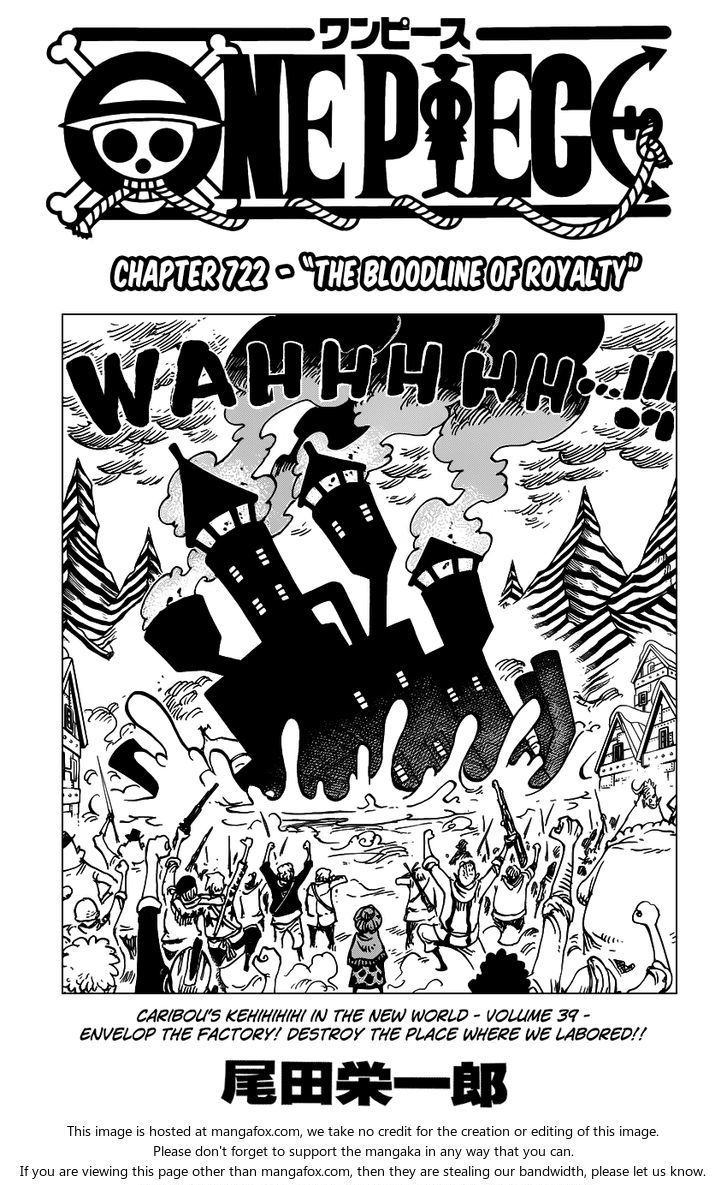 ワンピース
ONE PIECE
CHAPTER 722 - "THE BLOODLINE OF ROYALTY"
WAHHHHHH...!!!
CARIBOU'S KEHIHIHIHI IN THE NEW WORLD - VOLUME 39 -
ENVELOP THE FACTORY! DESTROY THE PLACE WHERE WE LABORED!!
尾田栄一郎
This image is hosted at mangafox.com, we take no credit for the creation or editing of this image.
Please don't forget to support the mangaka in any way that you can.
If you are viewing this page other than mangafox.com, then they are stealing our bandwidth, please let us know.